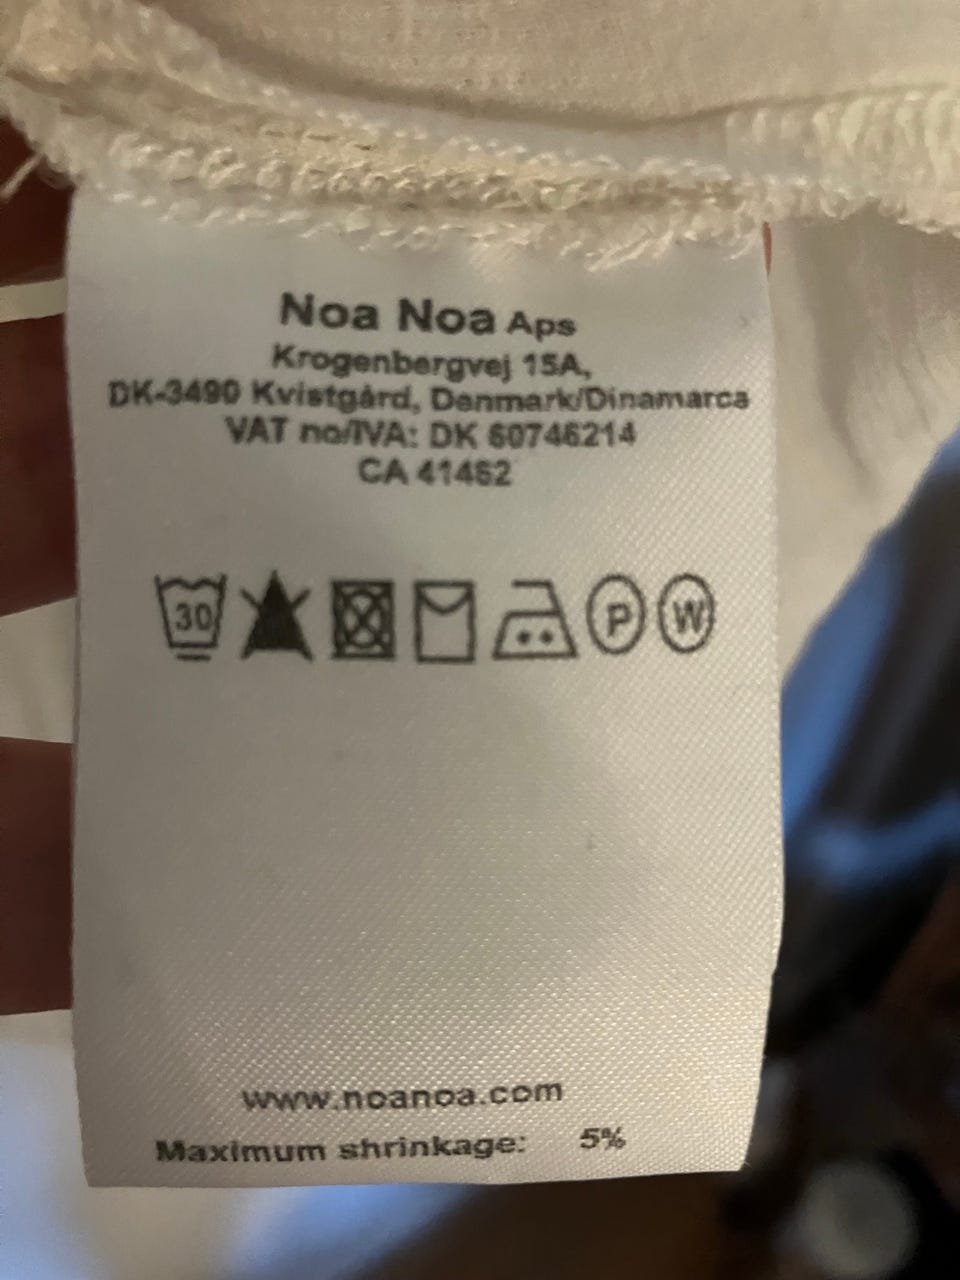 Noa Noa Aps
Krogenbergvej 15A,
DK-3490 Kvistgård, Denmark/Dinamarca
VAT no/IVA: DK 60746214
CA 41462
30 P W
www.noanoa.com
Maximum shrinkage: 5%